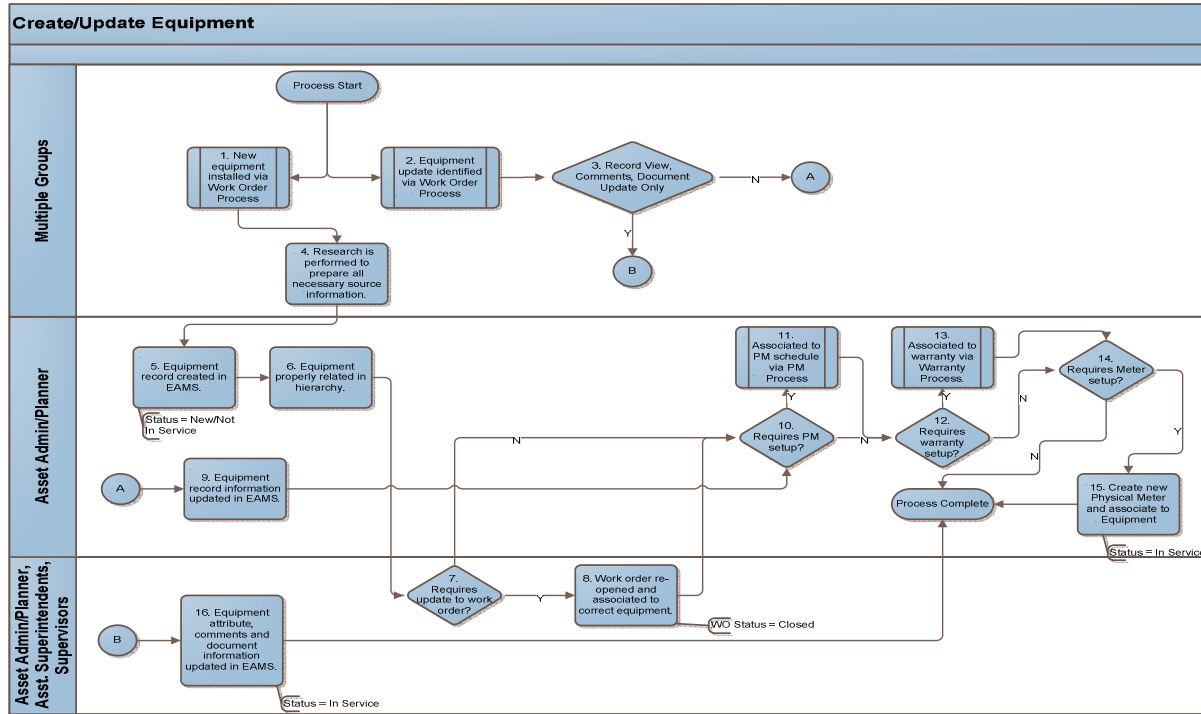 Create/Update Equipment
Multiple Groups
Process Start
1. New
equipment
installed via
Work Order
Process
2. Equipment
update identified
via Work Order
Process
3. Record View,
Comments, Document
Update Only
N
A
Y
B
4. Research is
performed to
prepare all
necessary source
information.
Asset Admin/Planner
5. Equipment
record created in
EAMS.
Status = New/Not
In Service
6. Equipment
properly related in
hierarchy.
11.
Associated to
PM schedule
via PM
Process
13.
Associated to
warranty via
Warranty
Process.
14.
Requires Meter
setup?
Y
Y
N
Y
N
10.
Requires PM
setup?
N
12.
Requires
warranty
setup?
N
A
9. Equipment
record information
updated in EAMS.
Process Complete
15. Create new
Physical Meter
and associate to
Equipment
Status = In Service
Asset Admin/Planner,
Asst. Superintendents,
Supervisors
7.
Requires
update to work
order?
Y
8. Work order re-
opened and
associated to
correct equipment.
WO Status = Closed
B
16. Equipment
attribute,
comments and
document
information
updated in EAMS.
Status = In Service